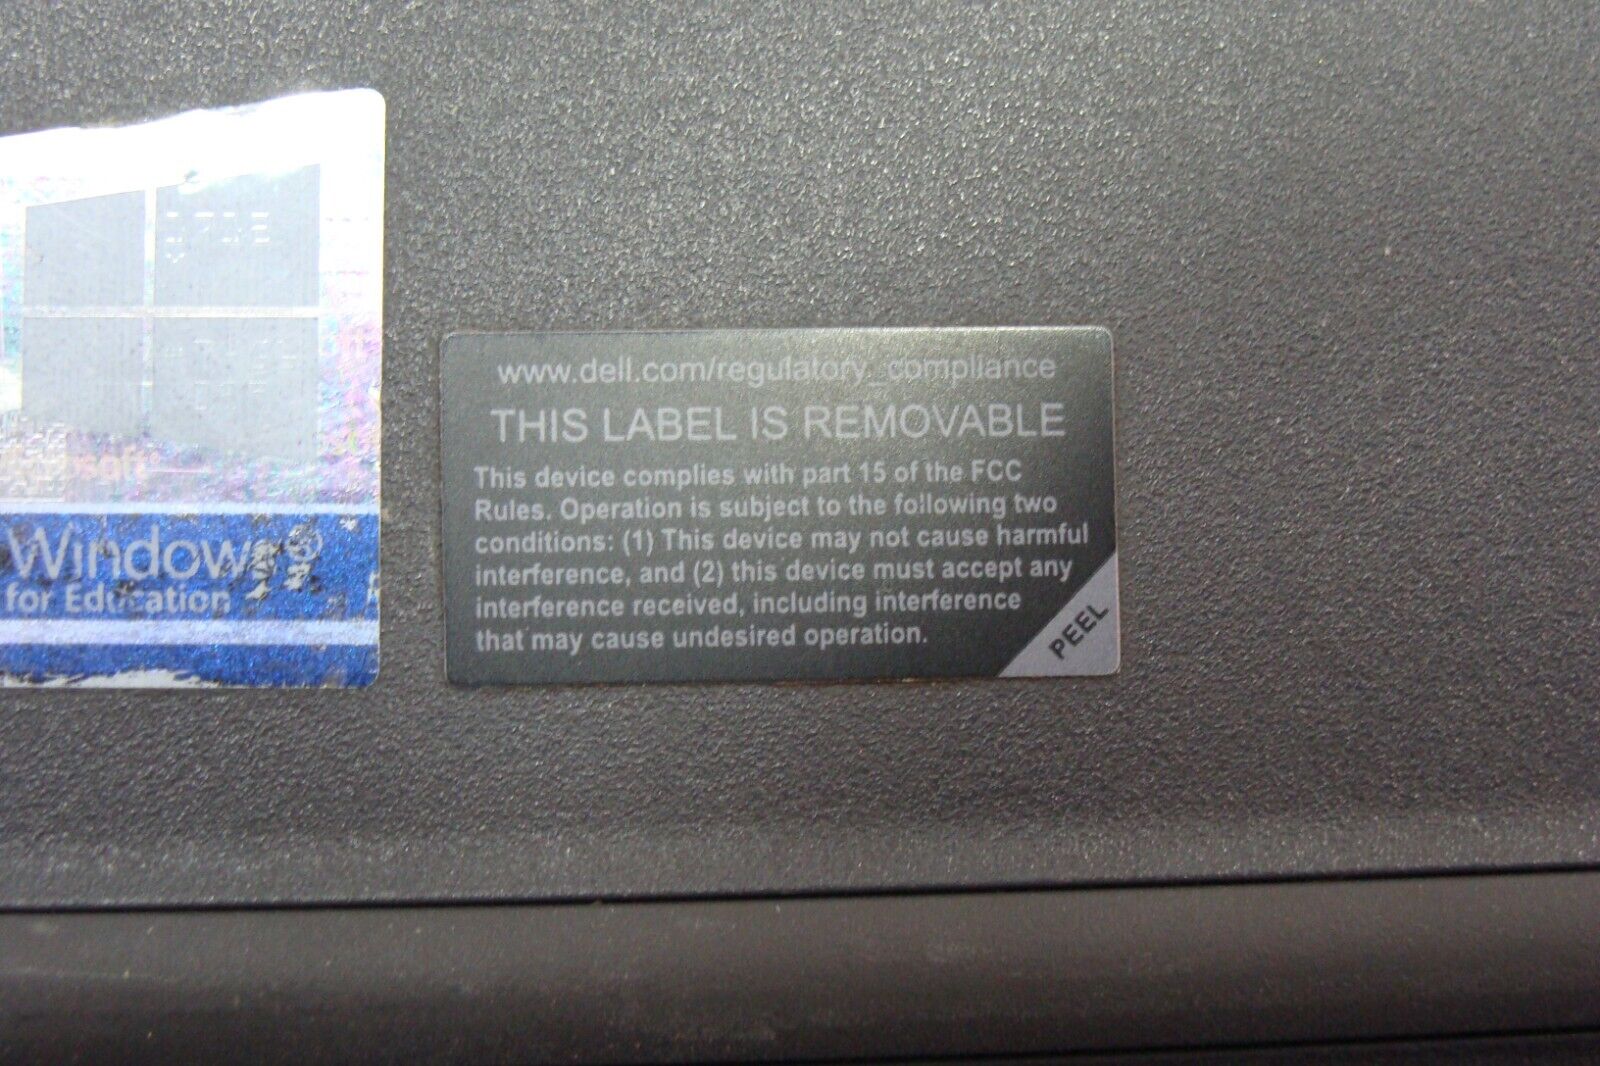 Windows®
for Education
www.dell.com/regulatory_compliance
THIS LABEL IS REMOVABLE
This device complies with part 15 of the FCC
Rules. Operation is subject to the following two
conditions: (1) This device may not cause harmful
interference, and (2) this device must accept any
interference received, including interference
that may cause undesired operation.
PEEL